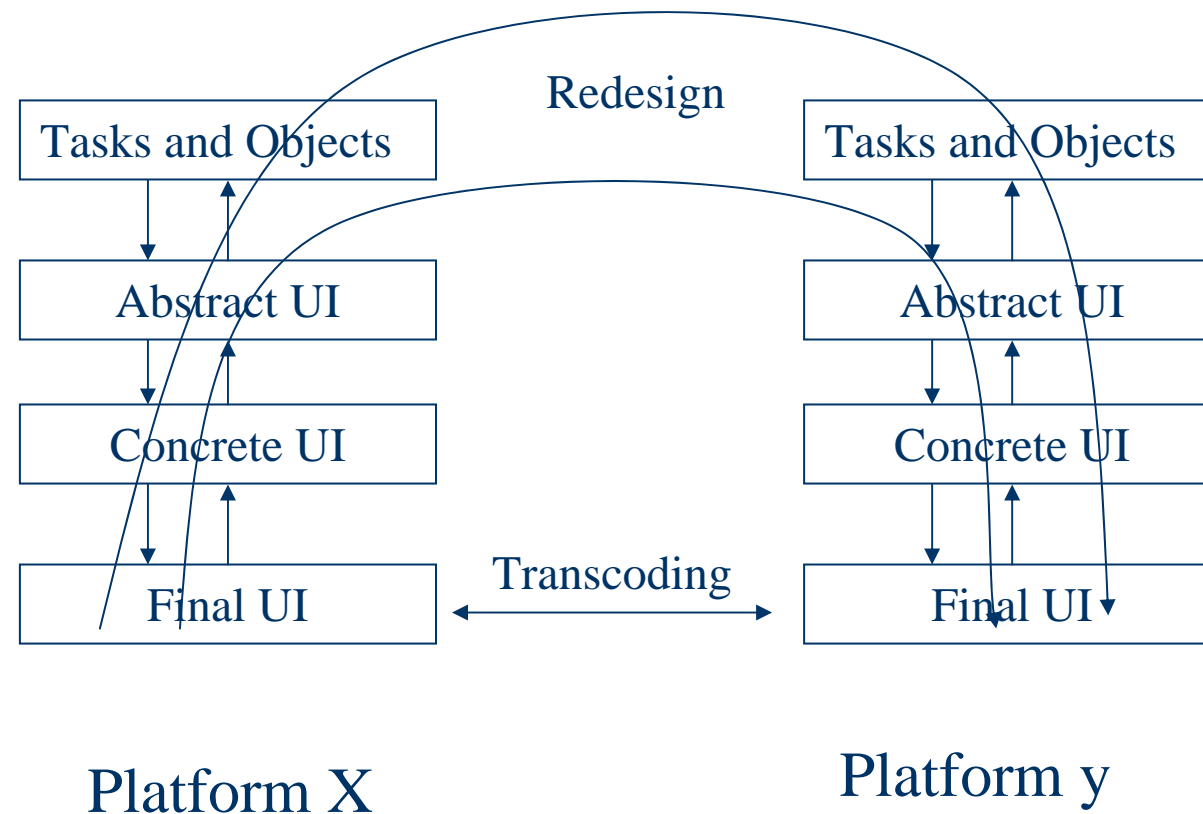 Redesign
Tasks and Objects
Tasks and Objects
Abstract UI
Abstract UI
Concrete UI
Concrete UI
Transcoding
Final UI
Final UI
Platform X
Platform y